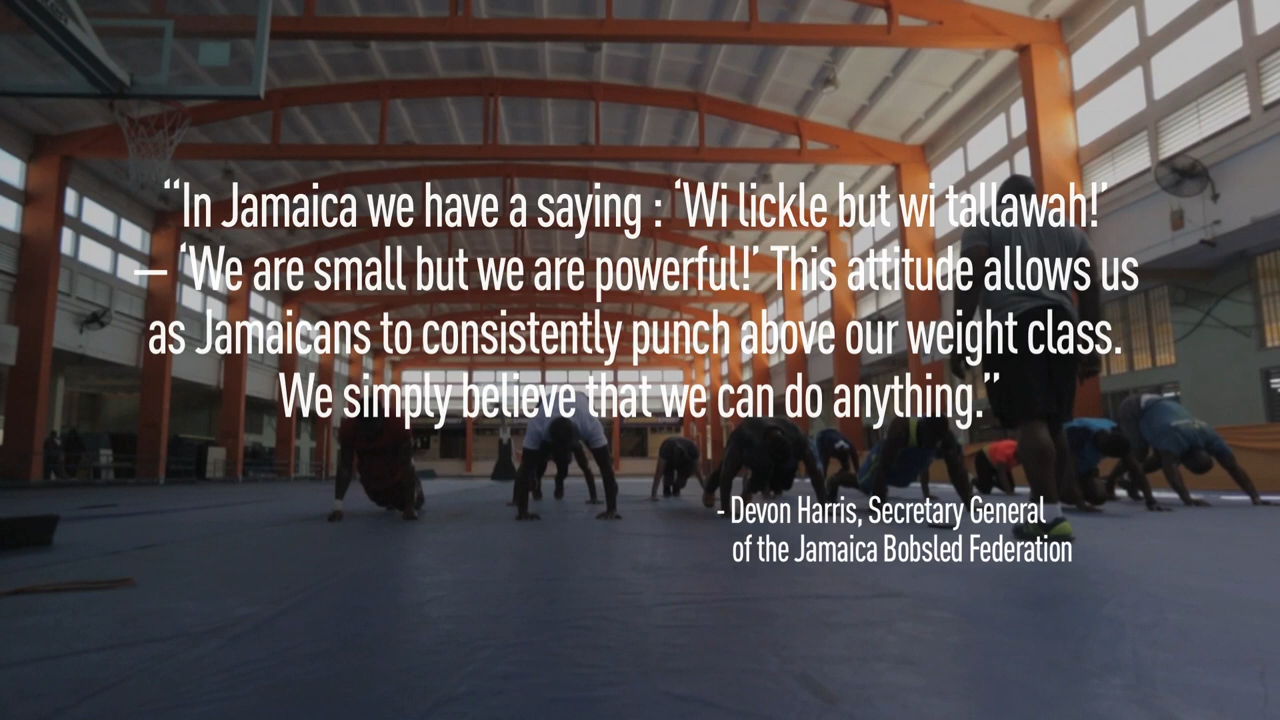 “In Jamaica we have a saying : ‘Wi lickle but wi tallawah!’
– ‘We are small but we are powerful!’ This attitude allows us
as Jamaicans to consistently punch above our weight class.
We simply believe that we can do anything.”
- Devon Harris, Secretary General
of the Jamaica Bobsled Federation